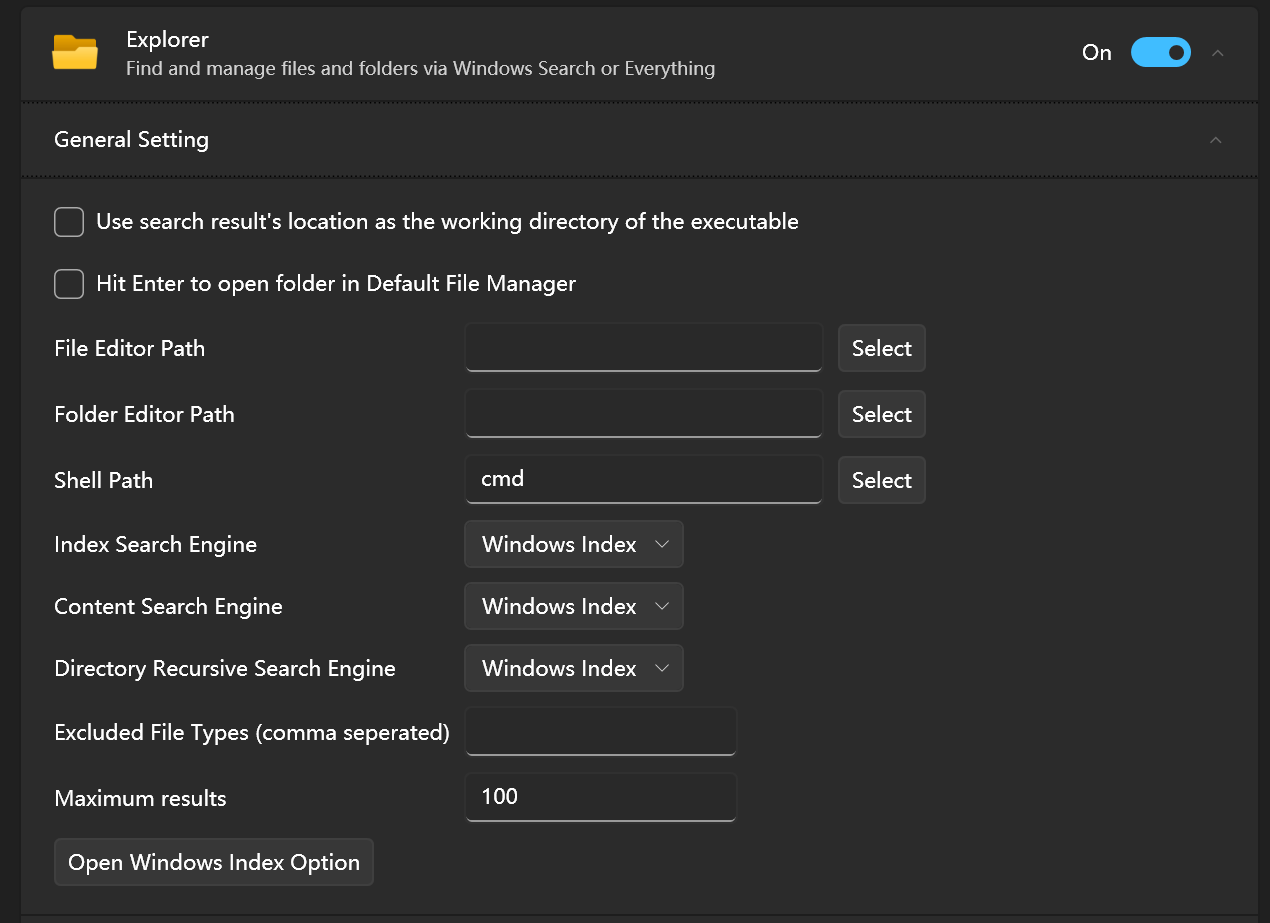 Explorer
Find and manage files and folders via Windows Search or Everything
On
General Setting
Use search result's location as the working directory of the executable
Hit Enter to open folder in Default File Manager
File Editor Path
Select
Folder Editor Path
Select
Shell Path
cmd
Select
Index Search Engine
Windows Index
Content Search Engine
Windows Index
Directory Recursive Search Engine
Windows Index
Excluded File Types (comma seperated)
Maximum results
100
Open Windows Index Option